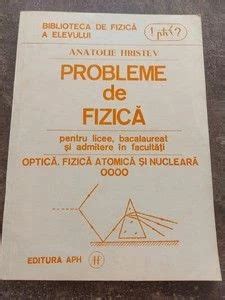 BIBLIOTECA DE FIZICĂ
A ELEVULUI
ANATOLIE HRISTEV
PROBLEME
de
FIZICĂ
pentru licee, bacalaureat
și admitere în facultăți
OPTICĂ, FIZICĂ ATOMICĂ ȘI NUCLEARĂ
0000
EDITURA APH